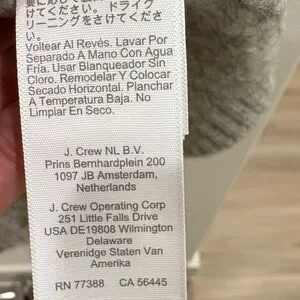 けてください。ドライク
リーニングをさけてください。
Voltear Al Revés. Lavar Por
Separado A Mano Con Agua
Fría. Usar Blanqueador Sin
Cloro. Remodelar Y Colocar
Secado Horizontal. Planchar
A Temperatura Baja. No
Limpiar En Seco.
J. Crew NL B.V.
Prins Bernhardplein 200
1097 JB Amsterdam,
Netherlands
J. Crew Operating Corp
251 Little Falls Drive
USA DE19808 Wilmington
Delaware
Verenidge Staten Van
Amerika
RN 77388 CA 56445